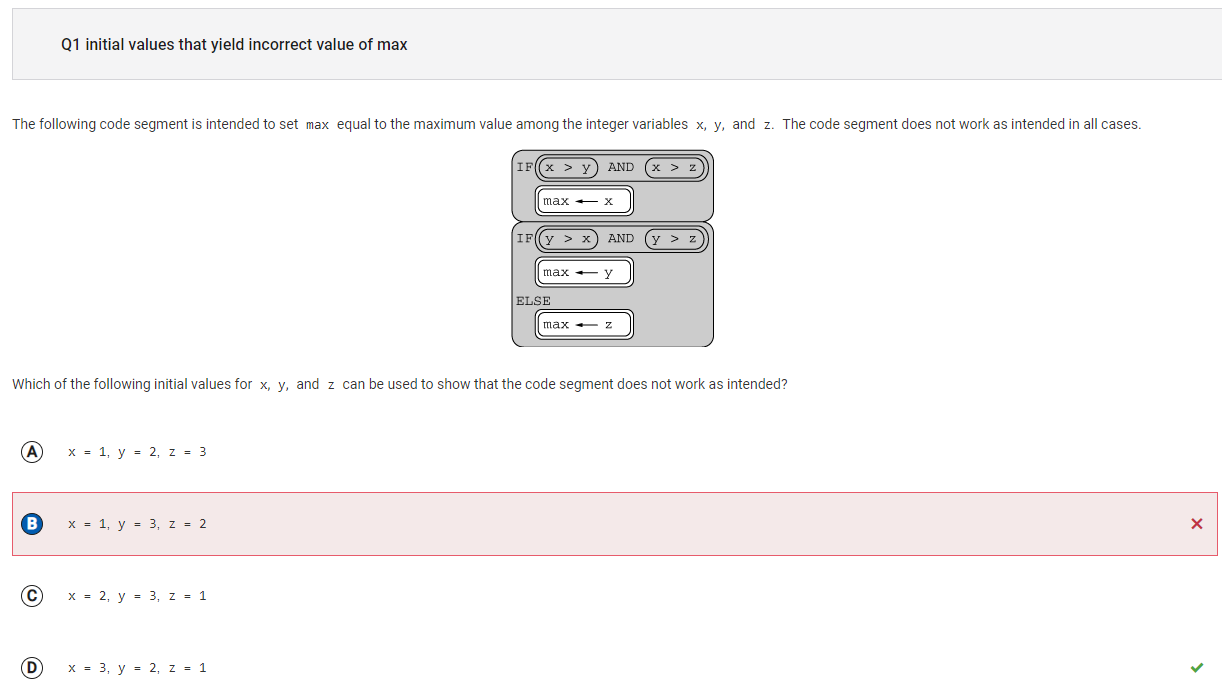 Q1 initial values that yield incorrect value of max
The following code segment is intended to set max equal to the maximum value among the integer variables x, y, and z. The code segment does not work as intended in all cases.
IF x > y AND x > z
max ← x
IF y > x AND y > z
max ← y
ELSE
max ← z
Which of the following initial values for x, y, and z can be used to show that the code segment does not work as intended?
A x = 1, y = 2, z = 3
B x = 1, y = 3, z = 2
C x = 2, y = 3, z = 1
D x = 3, y = 2, z = 1